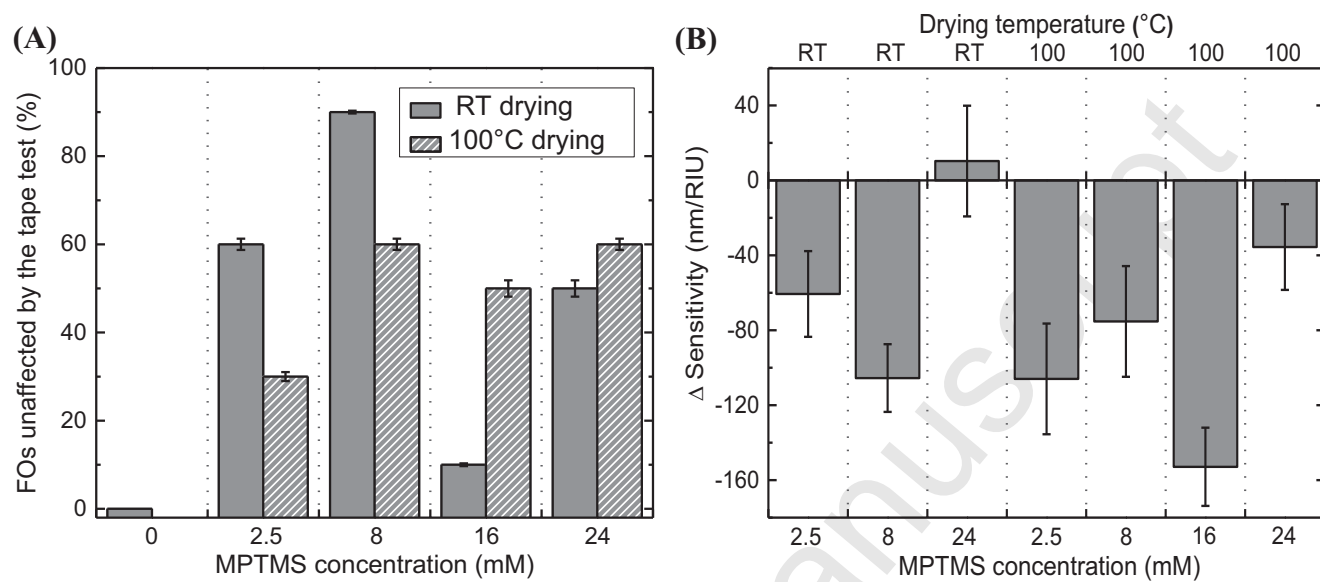 (A)
FOs unaffected by the tape test (%)
100
80
60
40
20
0
RT drying
100°C drying
0 2.5 8 16 24
MPTMS concentration (mM)
(B)
Drying temperature (°C)
RT RT RT 100 100 100 100
Δ Sensitivity (nm/RIU)
40
0
-40
-80
-120
-160
2.5 8 24 2.5 8 16 24
MPTMS concentration (mM)
anuscript